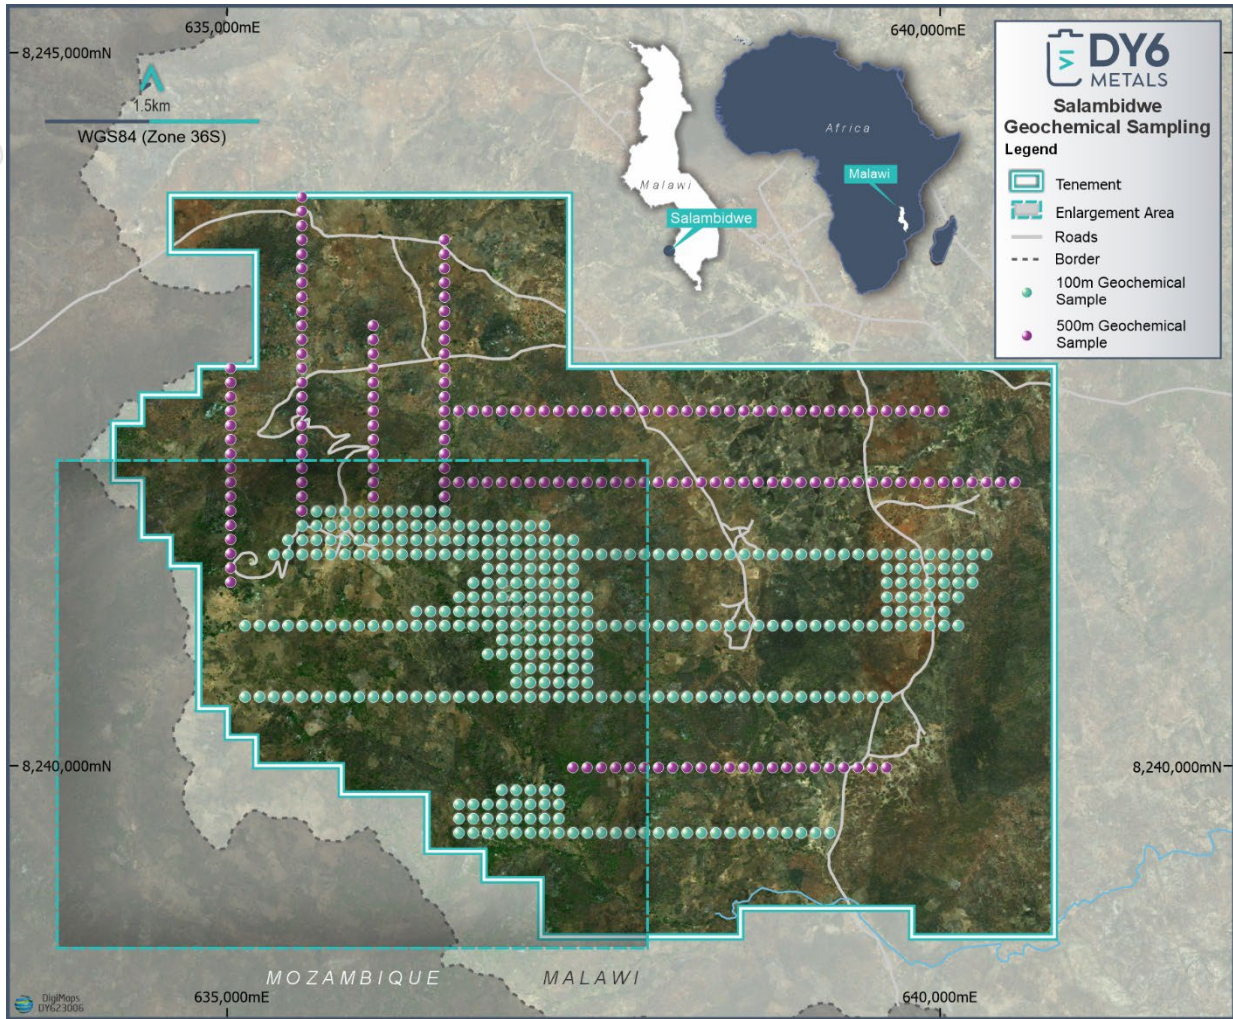 635,000mE
640,000mE
8,245,000mN
1.5km
WGS84 (Zone 36S)
Malawi
Salambidwe
Africa
Malawi
DY6
METALS
Salambidwe
Geochemical Sampling
Legend
Tenement
Enlargement Area
Roads
Border
100m Geochemical
Sample
500m Geochemical
Sample
8,240,000mN
8,240,000mN
MOZAMBIQUE
MALAWI
DigiMaps
DY623006
635,000mE
640,000mE